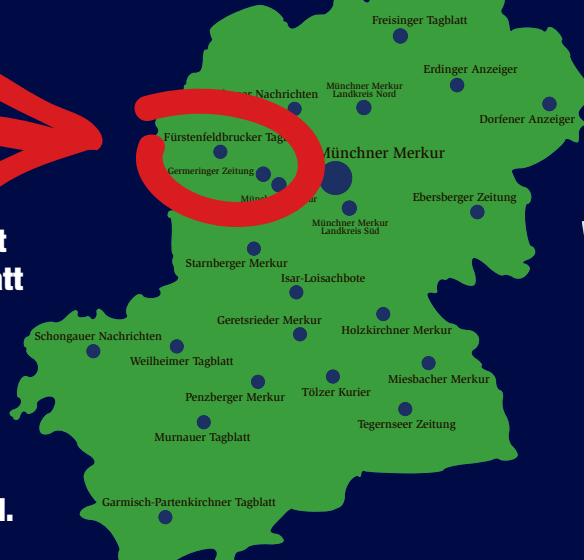 Freisinger Tagblatt
Erdinger Anzeiger
Nachrichten
Münchner Merkur
Landkreis Nord
Dorfener Anzeiger
Fürstenfeldbrucker
Münchner Merkur
Germeringer Zeitung
Ebersberger Zeitung
Münchner Merkur
Landkreis Süd
Starnberger Merkur
Isar-Loisachbote
Geretsrieder Merkur
Holzkirchner Merkur
Schongauer Nachrichten
Weilheimer Tagblatt
Miesbacher Merkur
Penzberger Merkur
Tölzer Kurier
Tegernseer Zeitung
Murnauer Tagblatt
Garmisch-Partenkirchner Tagblatt